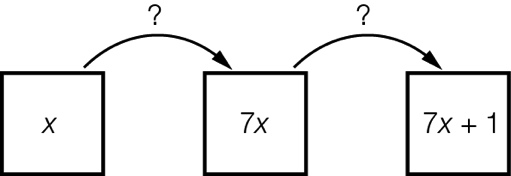 ? ?
x 7x 7x + 1